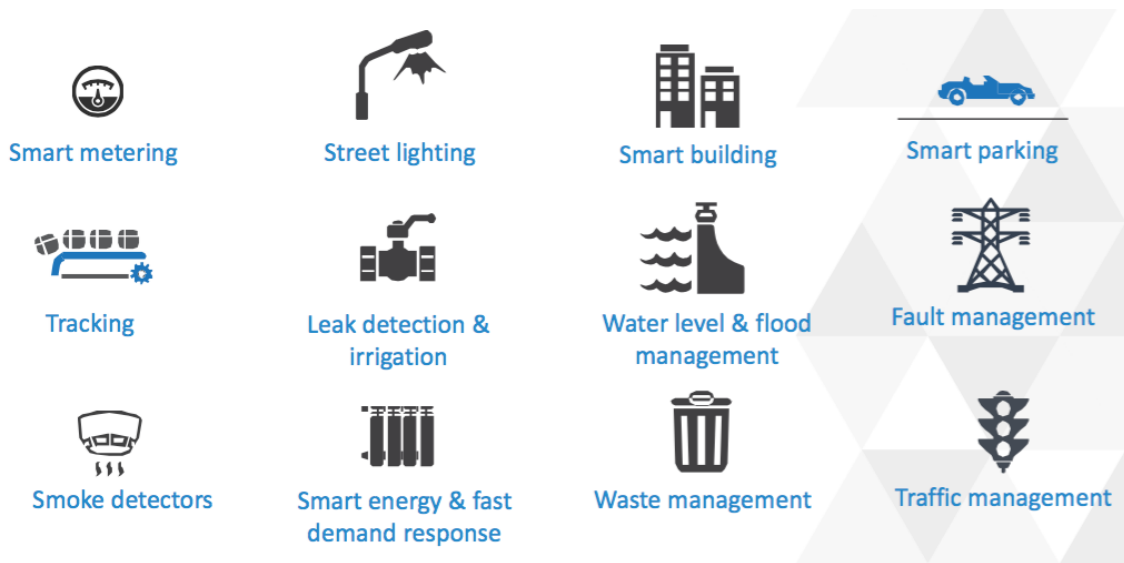 Smart metering
Street lighting
Smart building
Smart parking
Tracking
Leak detection &
irrigation
Water level & flood
management
Fault management
Smoke detectors
Smart energy & fast
demand response
Waste management
Traffic management